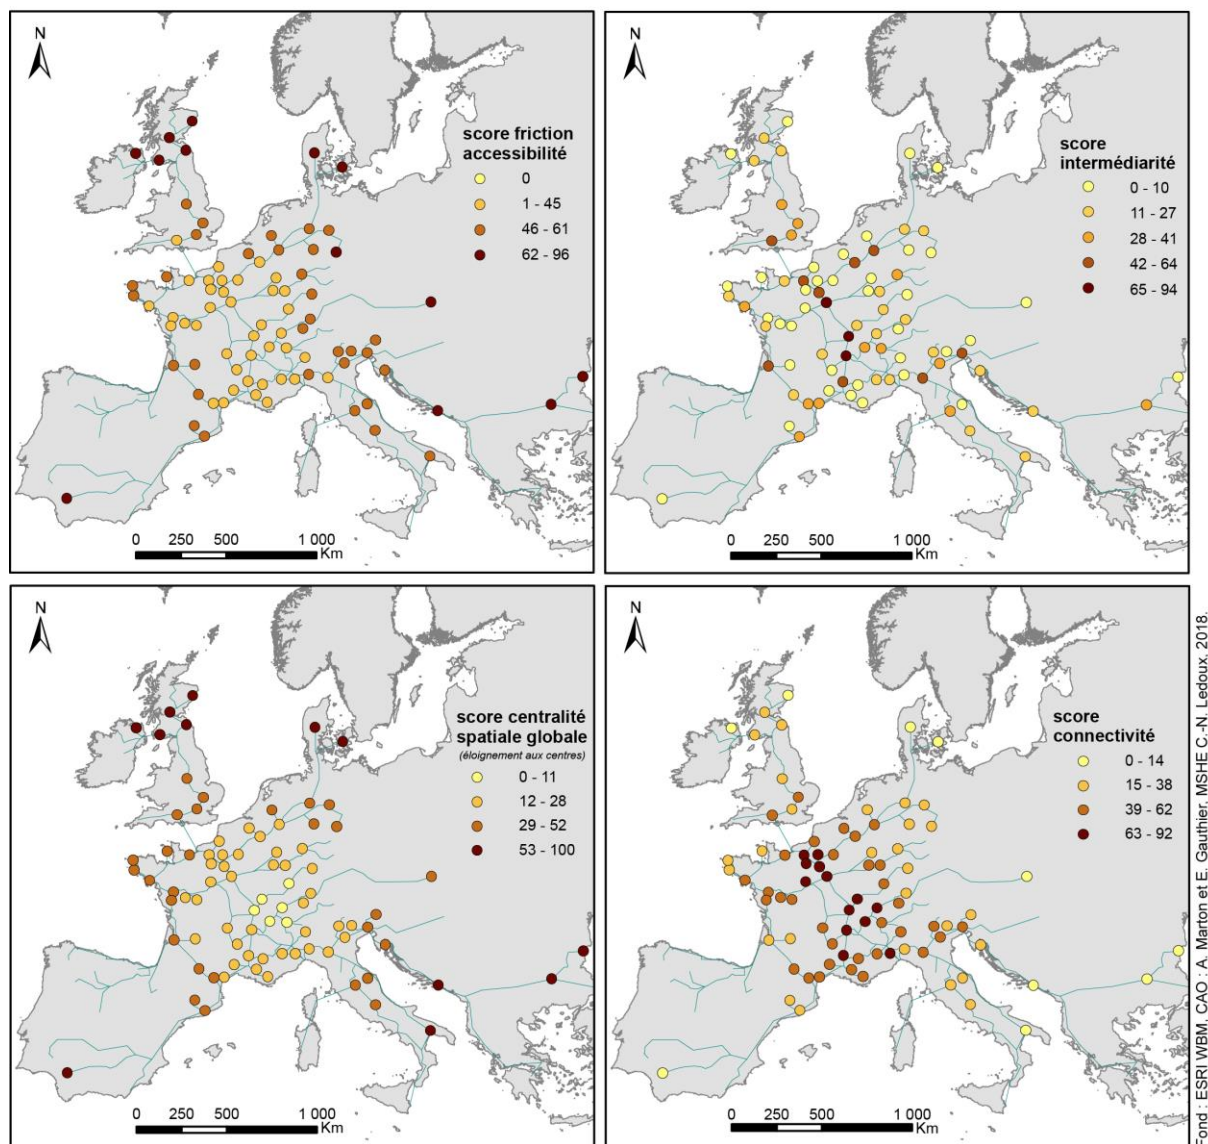 N
score friction
accessibilité
0
1 - 45
46 - 61
62 - 96
0 250 500 1 000
Km
N
score
intermédiarité
0 - 10
11 - 27
28 - 41
42 - 64
65 - 94
0 250 500 1 000
Km
N
score centralité
spatiale globale
(éloignement aux centres)
0 - 11
12 - 28
29 - 52
53 - 100
0 250 500 1 000
Km
N
score
connectivité
0 - 14
15 - 38
39 - 62
63 - 92
0 250 500 1 000
Km
Fond : ESRI WBM, CAO : A. Marton et E. Gauthier, MSHE C.-N. Ledoux, 2018.